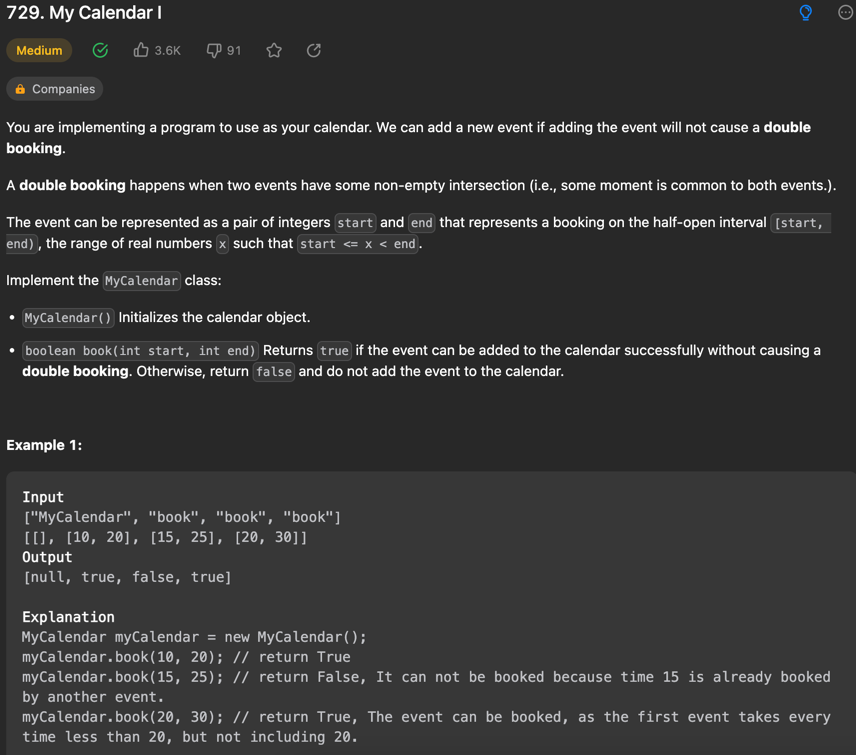 729. My Calendar I
Medium 3.6K 91
Companies
You are implementing a program to use as your calendar. We can add a new event if adding the event will not cause a double
booking.
A double booking happens when two events have some non-empty intersection (i.e., some moment is common to both events.).
The event can be represented as a pair of integers start and end that represents a booking on the half-open interval [start,
end), the range of real numbers x such that start <= x < end.
Implement the MyCalendar class:
• MyCalendar() Initializes the calendar object.
• boolean book(int start, int end) Returns true if the event can be added to the calendar successfully without causing a
double booking. Otherwise, return false and do not add the event to the calendar.
Example 1:
Input
["MyCalendar", "book", "book", "book"]
[[], [10, 20], [15, 25], [20, 30]]
Output
[null, true, false, true]
Explanation
MyCalendar myCalendar = new MyCalendar();
myCalendar.book(10, 20); // return True
myCalendar.book(15, 25); // return False, It can not be booked because time 15 is already booked
by another event.
myCalendar.book(20, 30); // return True, The event can be booked, as the first event takes every
time less than 20, but not including 20.